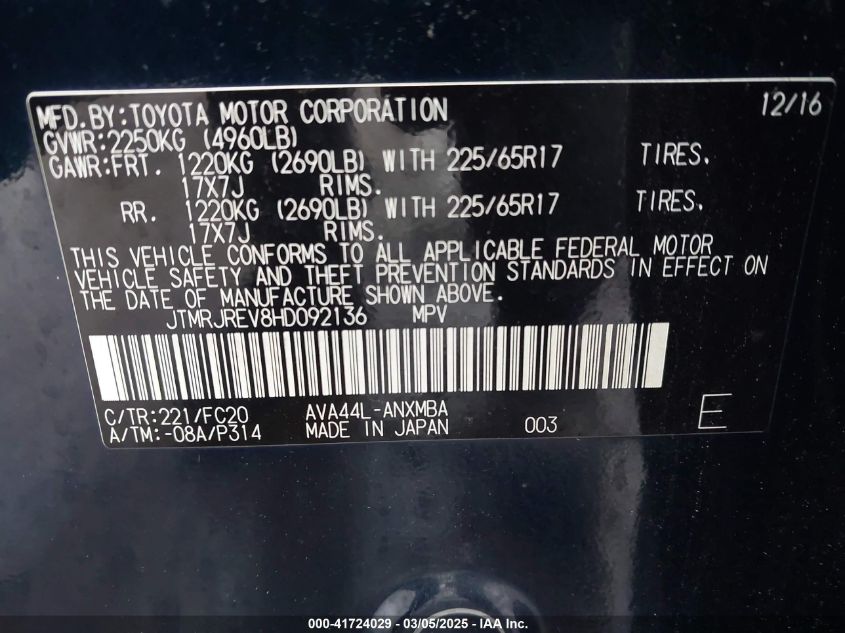 MFD.BY:TOYOTA MOTOR CORPORATION 12/16
GVWR:2250KG (4960LB)
GAWR:FRT. 1220KG (2690LB) WITH 225/65R17 TIRES.
17X7J RIMS.
RR. 1220KG (2690LB) WITH 225/65R17 TIRES.
17X7J RIMS.
THIS VEHICLE CONFORMS TO ALL APPLICABLE FEDERAL MOTOR
VEHICLE SAFETY AND THEFT PREVENTION STANDARDS IN EFFECT ON
THE DATE OF MANUFACTURE SHOWN ABOVE.
JTMRJREV8HD092136 MPV
C/TR:221/FC20 AVA44L-ANXMBA
A/TM:-08A/P314 MADE IN JAPAN 003 E
000-41724029 — 03/05/2025 — IAA Inc.